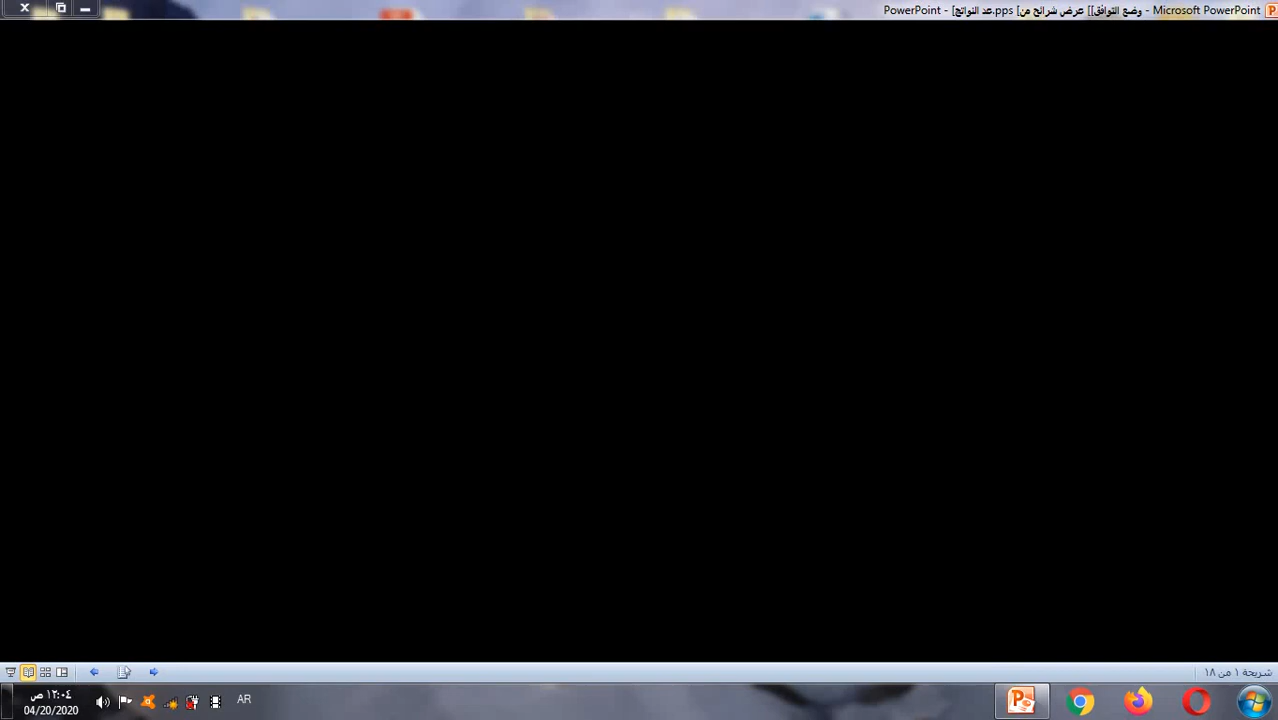 PowerPoint - [عد النواتج.pps [عرض شرائح من [[وضع التوافق - Microsoft PowerPoint
شريحة ١ من ١٨
AR
١٢:٠٤ ص
04/20/2020